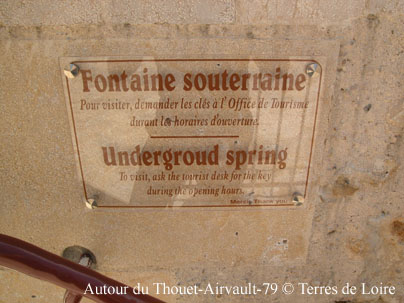 Fontaine souterraine
Pour visiter, demander les clés à l'Office de Tourisme
durant les horaires d'ouverture.
Undergroud spring
To visit, ask the tourist desk for the key
during the opening hours.
Merci. Thank you.
Autour du Thouet-Airvault-79 © Terres de Loire